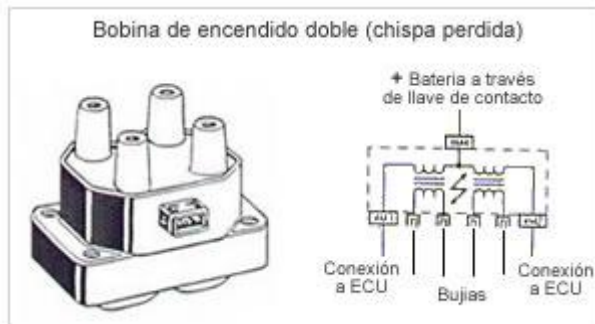 Bobina de encendido doble (chispa perdida)
+ Bateria a través
de llave de contacto
Conexión
a ECU
Bujias
Conexión
a ECU